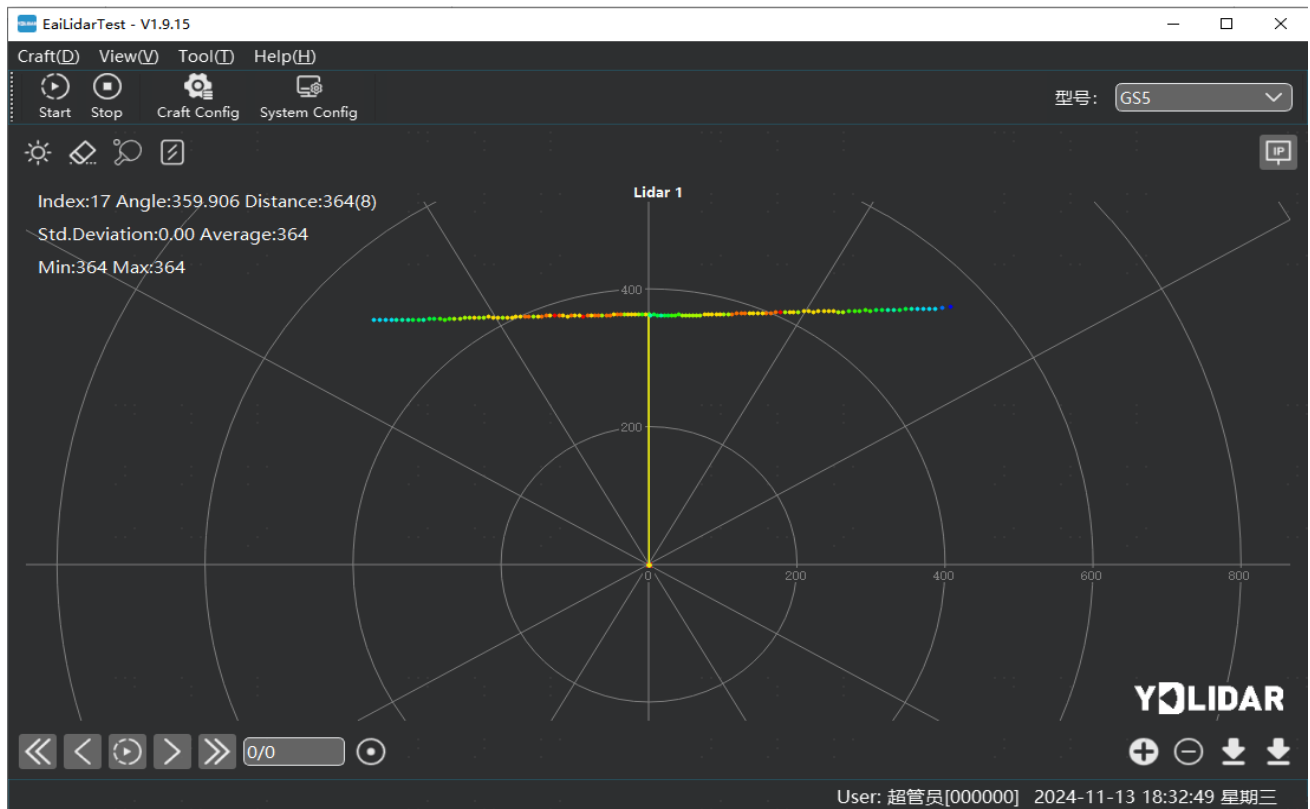 EaiLidarTest - V1.9.15
Craft(D) View(V) Tool(T) Help(H)
Start Stop Craft Config System Config 型号: GS5
IP
Lidar 1
Index:17 Angle:359.906 Distance:364(8)
Std.Deviation:0.00 Average:364
Min:364 Max:364
400
200
0 200 400 600 800
YDLIDAR
0/0
User: 超管员[000000] 2024-11-13 18:32:49 星期三